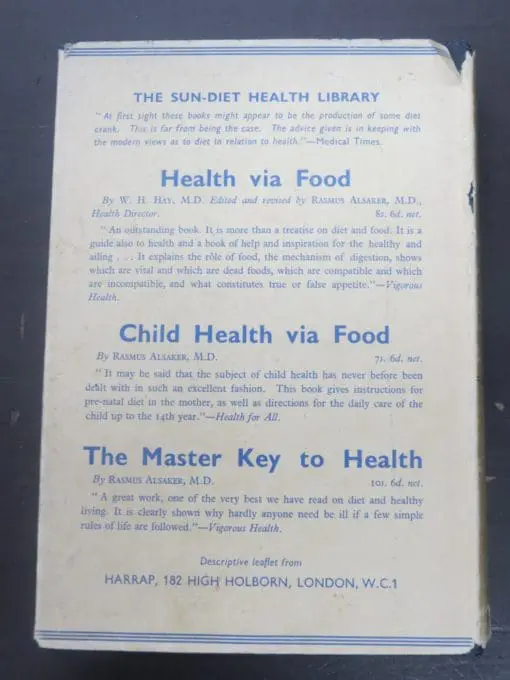 THE SUN-DIET HEALTH LIBRARY
"At first sight these books might appear to be the production of some diet
crank. This is far from being the case. The advice given is in keeping with
the modern views as to diet in relation to health."—Medical Times.
Health via Food
By W. H. HAY, M.D. Edited and revised by RASMUS ALSAKER, M.D.,
Health Director. 8s. 6d. net.
"An outstanding book. It is more than a treatise on diet and food. It is a
guide also to health and a book of help and inspiration for the healthy and
ailing . . . It explains the rôle of food, the mechanism of digestion, shows
which are vital and which are dead foods, which are compatible and which
are incompatible, and what constitutes true or false appetite."—Vigorous
Health.
Child Health via Food
By RASMUS ALSAKER, M.D. 7s. 6d. net.
"It may be said that the subject of child health has never before been
dealt with in such an excellent fashion. This book gives instructions for
pre-natal diet in the mother, as well as directions for the daily care of the
child up to the 14th year."—Health for All.
The Master Key to Health
By RASMUS ALSAKER, M.D. 10s. 6d. net.
"A great work, one of the very best we have read on diet and healthy
living. It is clearly shown why hardly anyone need be ill if a few simple
rules of life are followed."—Vigorous Health.
Descriptive leaflet from
HARRAP, 182 HIGH HOLBORN, LONDON, W.C.1